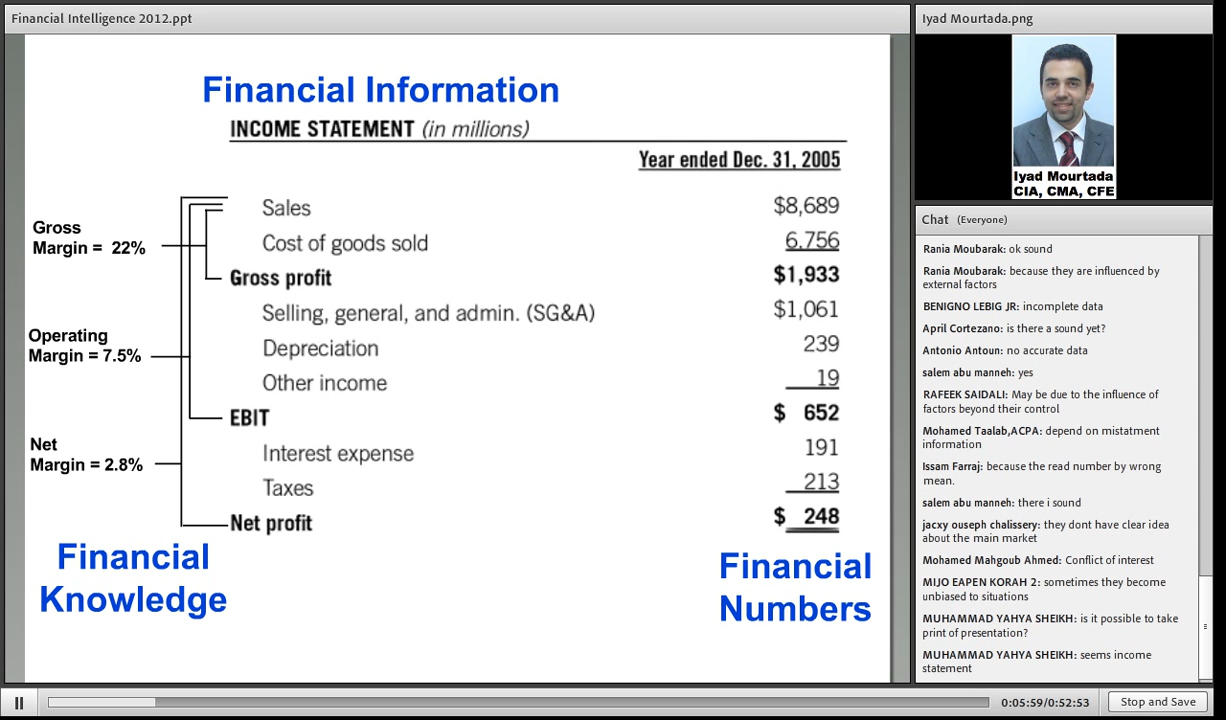 Financial Intelligence 2012.ppt
Financial Information
INCOME STATEMENT (in millions)
Year ended Dec. 31, 2005
Sales $8,689
Cost of goods sold 6,756
Gross profit $1,933
Selling, general, and admin. (SG&A) $1,061
Depreciation 239
Other income 19
EBIT $ 652
Interest expense 191
Taxes 213
Net profit $ 248
Gross
Margin = 22%
Operating
Margin = 7.5%
Net
Margin = 2.8%
Financial
Knowledge
Financial
Numbers
Iyad Mourtada.png
Iyad Mourtada
CIA, CMA, CFE
Chat (Everyone)
Rania Moubarak: ok sound
Rania Moubarak: because they are influenced by
external factors
BENIGNO LEBIG JR: incomplete data
April Cortezano: is there a sound yet?
Antonio Antoun: no accurate data
salem abu manneh: yes
RAFEEK SAIDALI: May be due to the influence of
factors beyond their control
Mohamed Taalab,ACPA: depend on mistatment
information
Issam Farraj: because the read number by wrong
mean.
salem abu manneh: there i sound
jacxy ouseph chalissery: they dont have clear idea
about the main market
Mohamed Mahgoub Ahmed: Conflict of interest
MIJO EAPEN KORAH 2: sometimes they become
unbiased to situations
MUHAMMAD YAHYA SHEIKH: is it possible to take
print of presentation?
MUHAMMAD YAHYA SHEIKH: seems income
statement
0:05:59/0:52:53
Stop and Save